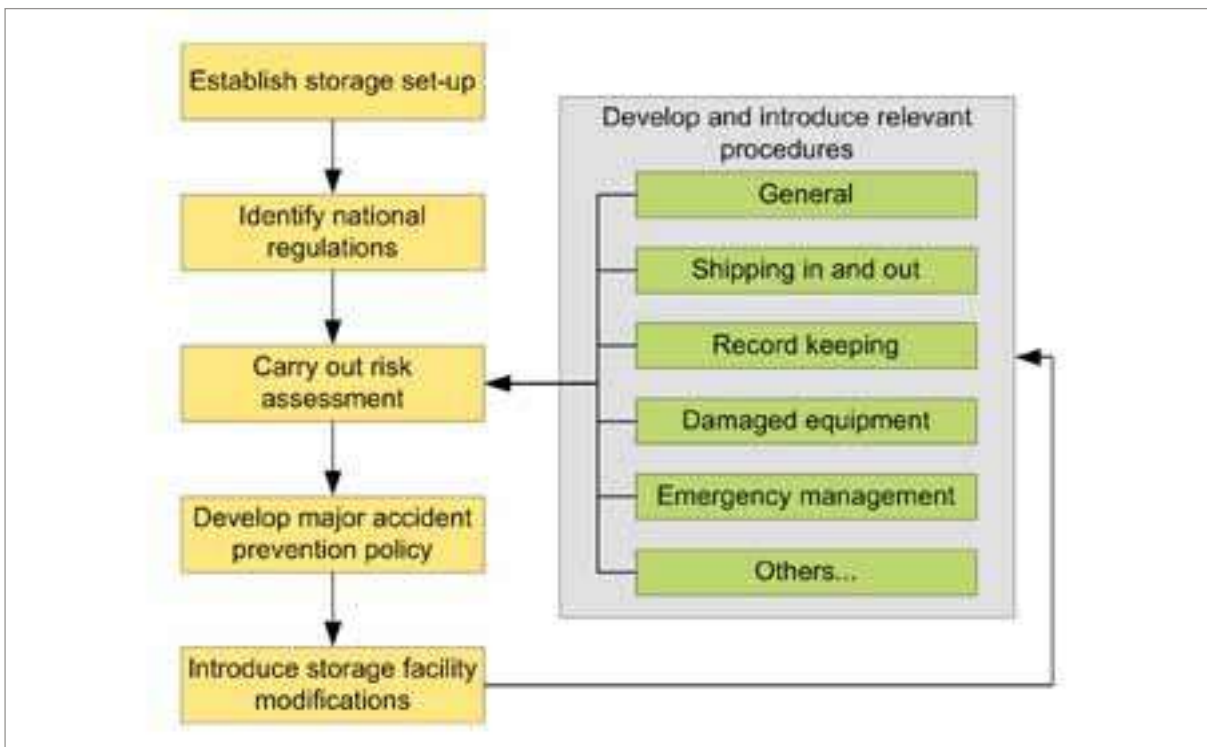 Establish storage set-up
Identify national
regulations
Carry out risk
assessment
Develop major accident
prevention policy
Introduce storage facility
modifications
Develop and introduce relevant
procedures
General
Shipping in and out
Record keeping
Damaged equipment
Emergency management
Others...